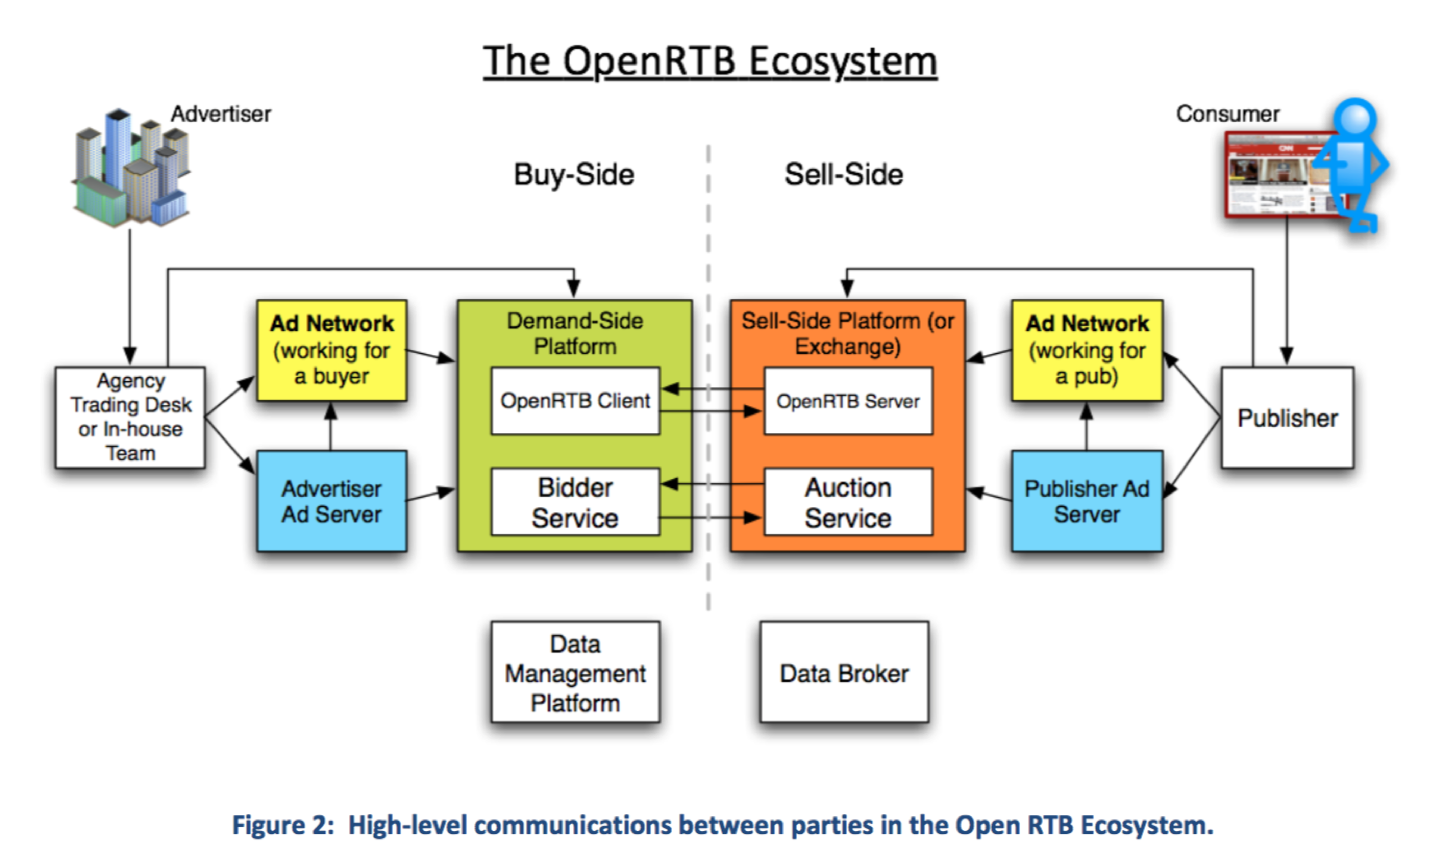 The OpenRTB Ecosystem
Advertiser
Consumer
CNN
Buy-Side
Sell-Side
Agency
Trading Desk
or In-house
Team
Ad Network
(working for
a buyer
Advertiser
Ad Server
Demand-Side
Platform
OpenRTB Client
Bidder
Service
Sell-Side Platform (or
Exchange)
OpenRTB Server
Auction
Service
Ad Network
(working for
a pub)
Publisher Ad
Server
Publisher
Data
Management
Platform
Data Broker
Figure 2:  High-level communications between parties in the Open RTB Ecosystem.